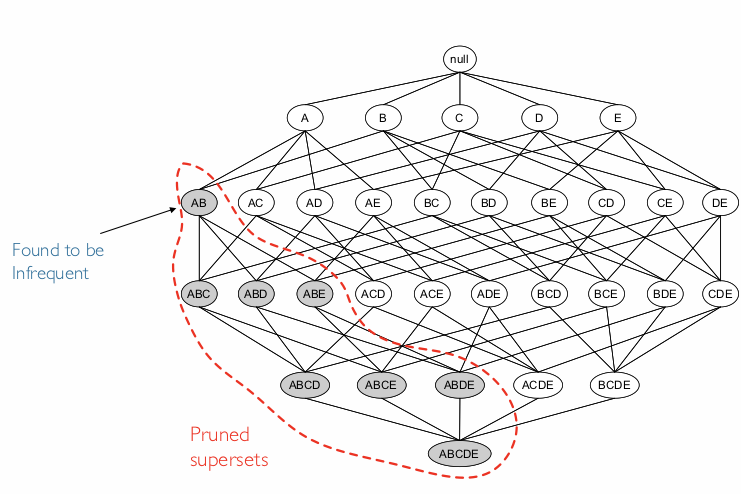 null
A B C D E
AB AC AD AE BC BD BE CD CE DE
Found to be
Infrequent
ABC ABD ABE ACD ACE ADE BCD BCE BDE CDE
ABCD ABCE ABDE ACDE BCDE
Pruned
supersets
ABCDE